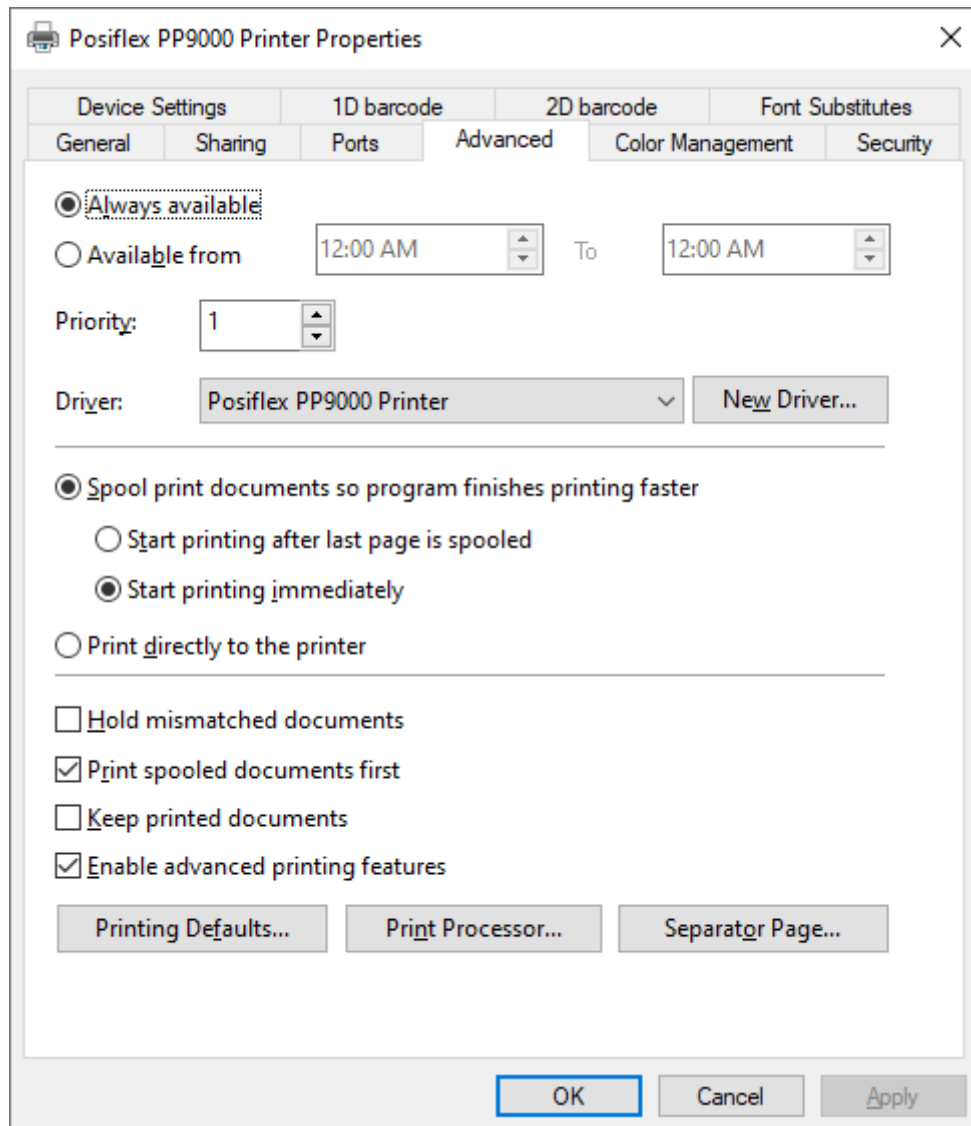 Posiflex PP9000 Printer Properties
Device Settings 1D barcode 2D barcode Font Substitutes
General Sharing Ports Advanced Color Management Security
Always available
Available from 12:00 AM To 12:00 AM
Priority: 1
Driver: Posiflex PP9000 Printer New Driver...
Spool print documents so program finishes printing faster
Start printing after last page is spooled
Start printing immediately
Print directly to the printer
Hold mismatched documents
Print spooled documents first
Keep printed documents
Enable advanced printing features
Printing Defaults... Print Processor... Separator Page...
OK Cancel Apply